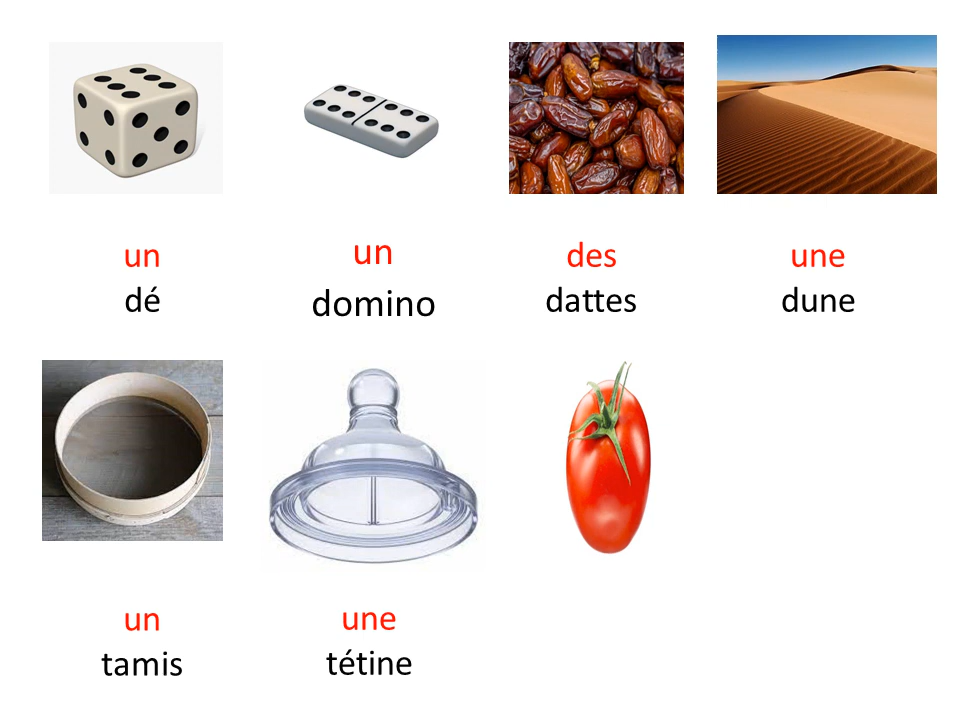 un
dé
un
domino
des
dattes
une
dune
un
tamis
une
tétine